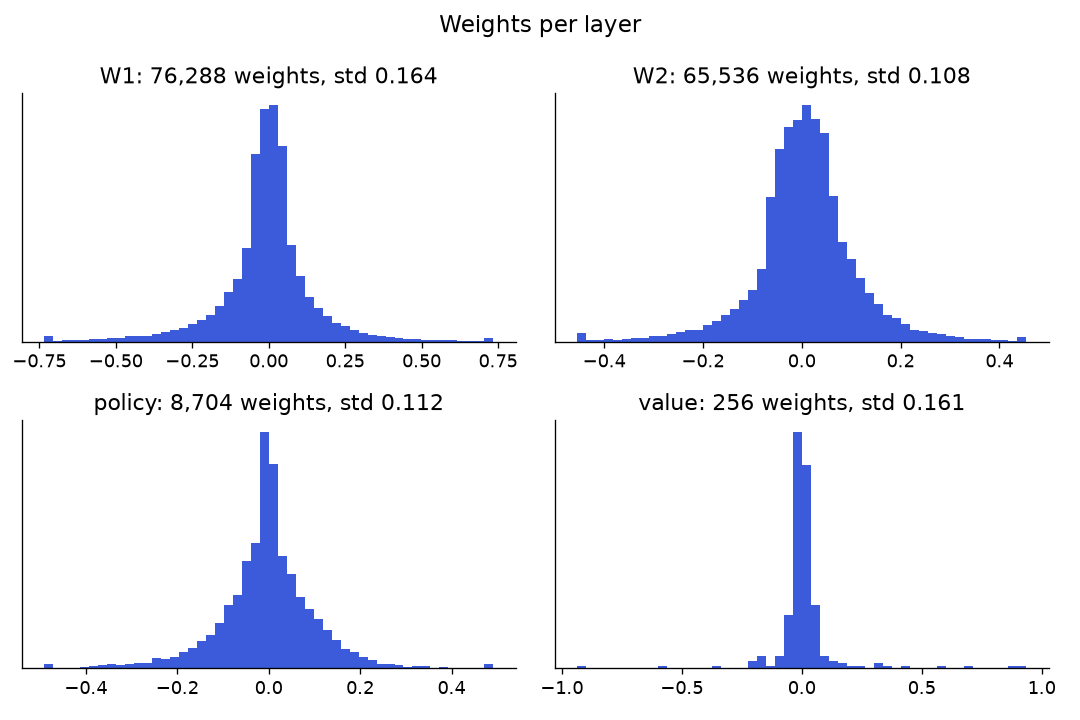 Weights per layer
W1: 76,288 weights, std 0.164
W2: 65,536 weights, std 0.108
−0.75 −0.50 −0.25 0.00 0.25 0.50 0.75
−0.4 −0.2 0.0 0.2 0.4
policy: 8,704 weights, std 0.112
value: 256 weights, std 0.161
−0.4 −0.2 0.0 0.2 0.4
−1.0 −0.5 0.0 0.5 1.0